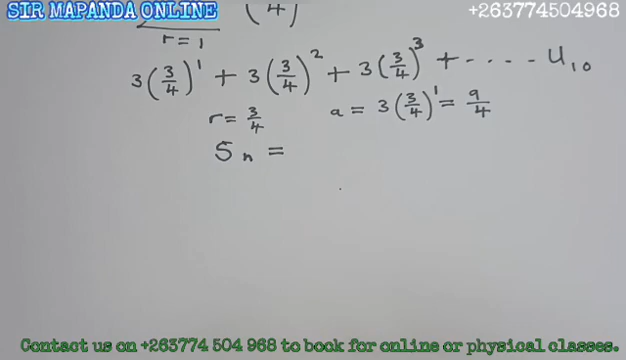 SIR MAPANDA ONLINE
+263774504968
(4)
r=1
3(3/4)^1 + 3(3/4)^2 + 3(3/4)^3 + ..... U_10
r = 3/4 a = 3(3/4)^1 = 9/4
S_n =
Contact us on +263774 504 968 to book for online or physical classes.